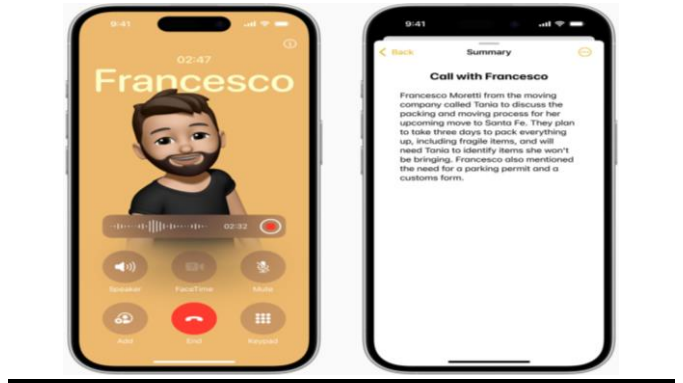 9:41
02:47
Francesco
02:32
Speaker
FaceTime
Mute
Add
End
Keypad
9:41
Back
Summary
Call with Francesco
Francesco Moretti from the moving
company called Tania to discuss the
packing and moving process for her
upcoming move to Santa Fe. They plan
to take three days to pack everything
up, including fragile items, and will
need Tania to identify items she won't
be bringing. Francesco also mentioned
the need for a parking permit and a
customs form.